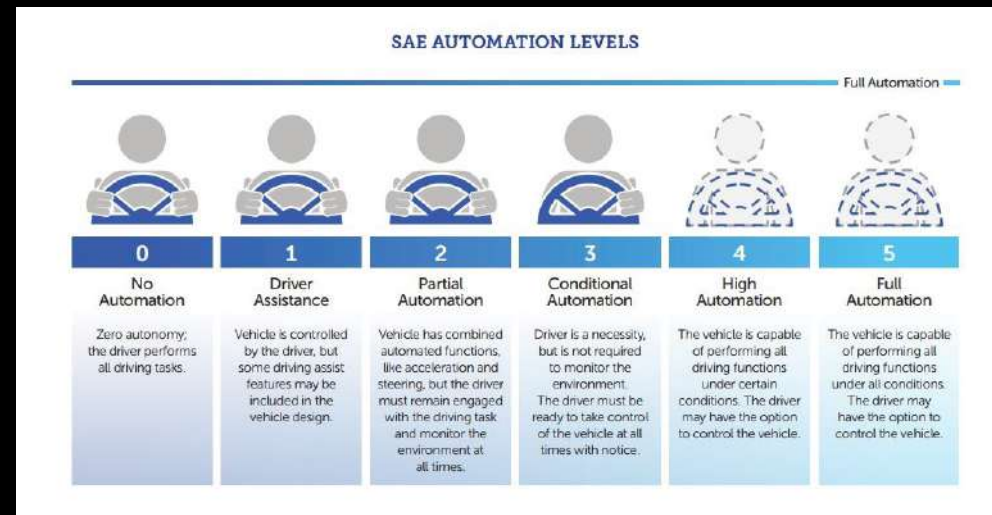 SAE AUTOMATION LEVELS
Full Automation
0
No
Automation
Zero autonomy;
the driver performs
all driving tasks.
1
Driver
Assistance
Vehicle is controlled
by the driver, but
some driving assist
features may be
included in the
vehicle design.
2
Partial
Automation
Vehicle has combined
automated functions,
like acceleration and
steering, but the driver
must remain engaged
with the driving task
and monitor the
environment at
all times.
3
Conditional
Automation
Driver is a necessity,
but is not required
to monitor the
environment.
The driver must be
ready to take control
of the vehicle at all
times with notice.
4
High
Automation
The vehicle is capable
of performing all
driving functions
under certain
conditions. The driver
may have the option
to control the vehicle.
5
Full
Automation
The vehicle is capable
of performing all
driving functions
under all conditions.
The driver may
have the option to
control the vehicle.